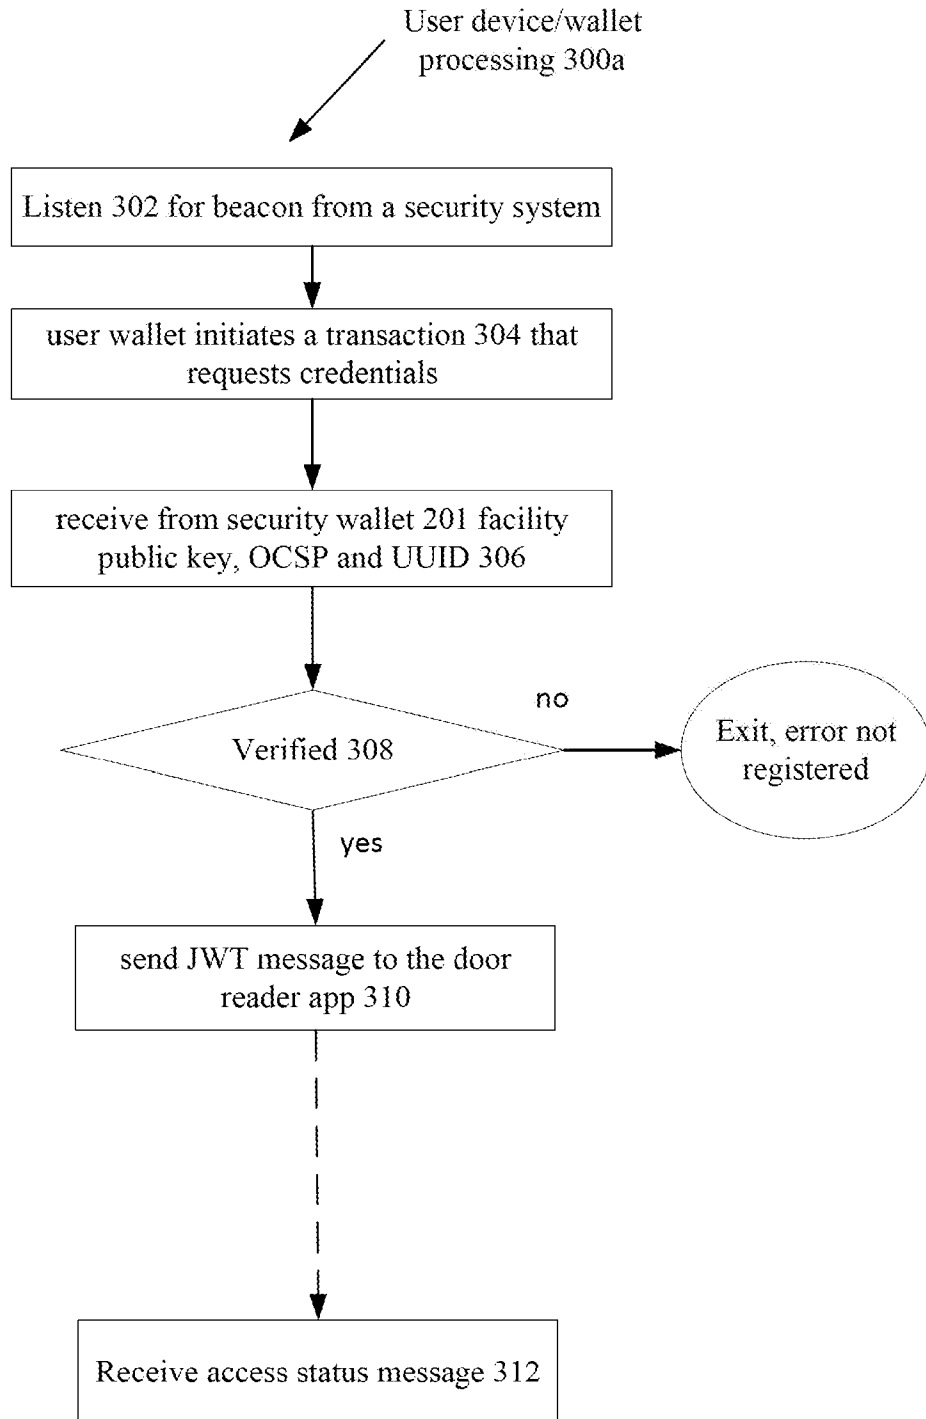 User device/wallet
processing 300a
Listen 302 for beacon from a security system
user wallet initiates a transaction 304 that
requests credentials
receive from security wallet 201 facility
public key, OCSP and UUID 306
Verified 308
no
Exit, error not
registered
yes
send JWT message to the door
reader app 310
Receive access status message 312